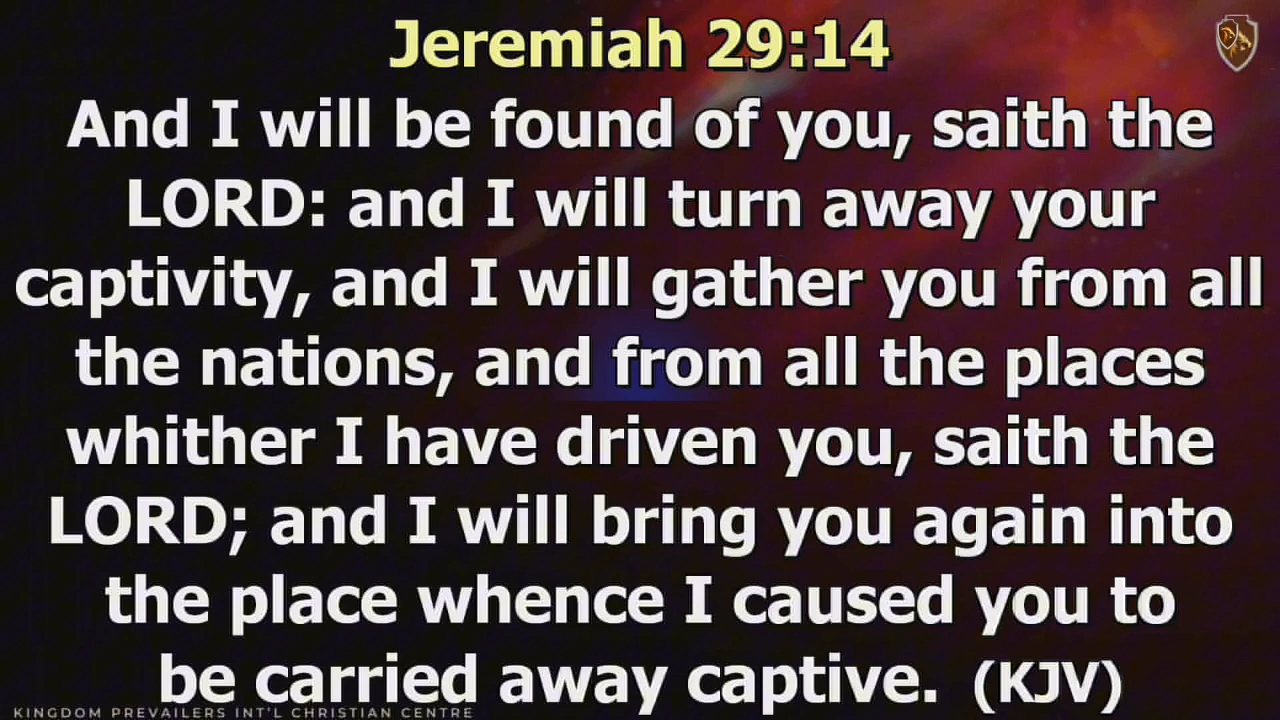 Jeremiah 29:14
And I will be found of you, saith the
LORD: and I will turn away your
captivity, and I will gather you from all
the nations, and from all the places
whither I have driven you, saith the
LORD; and I will bring you again into
the place whence I caused you to
be carried away captive. (KJV)
KINGDOM PREVAILERS INT'L CHRISTIAN CENTRE